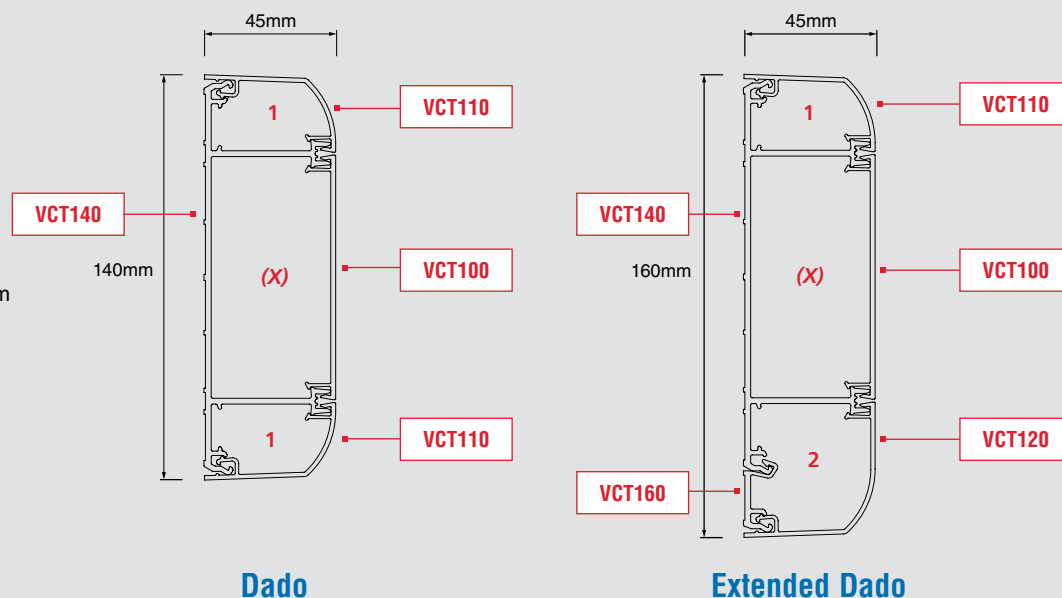 45mm
1
VCT110
VCT140
140mm
(X)
VCT100
m
1
VCT110
Dado
45mm
1
VCT110
VCT140
160mm
(X)
VCT100
2
VCT120
VCT160
Extended Dado